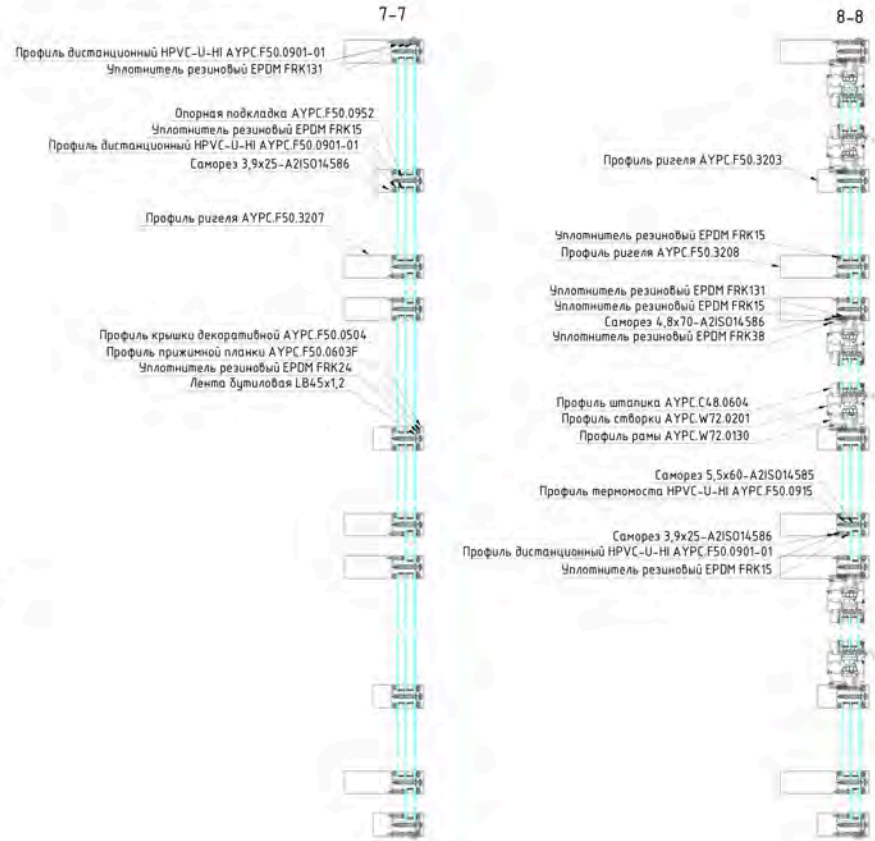 7-7
Профиль дистанционный HPVC-U-HI AYPC.F50.0901-01
Уплотнитель резиновый EPDM FRK131
Опорная подкладка AYPC.F50.0952
Уплотнитель резиновый EPDM FRK15
Профиль дистанционный HPVC-U-HI AYPC.F50.0901-01
Саморез 3,9x25-A2ISO14586
Профиль ригеля AYPC.F50.3207
Профиль крышки декоративной AYPC.F50.0504
Профиль прижимной планки AYPC.F50.0603F
Уплотнитель резиновый EPDM FRK24
Лента бутиловая LB45x1,2
8-8
Профиль ригеля AYPC.F50.3203
Уплотнитель резиновый EPDM FRK15
Профиль ригеля AYPC.F50.3208
Уплотнитель резиновый EPDM FRK131
Уплотнитель резиновый EPDM FRK15
Саморез 4,8x70-A2ISO14586
Уплотнитель резиновый EPDM FRK38
Профиль штапика AYPC.C48.0604
Профиль створки AYPC.W72.0201
Профиль рамы AYPC.W72.0130
Саморез 5,5x60-A2ISO14585
Профиль термомоста HPVC-U-HI AYPC.F50.0915
Саморез 3,9x25-A2ISO14586
Профиль дистанционный HPVC-U-HI AYPC.F50.0901-01
Уплотнитель резиновый EPDM FRK15